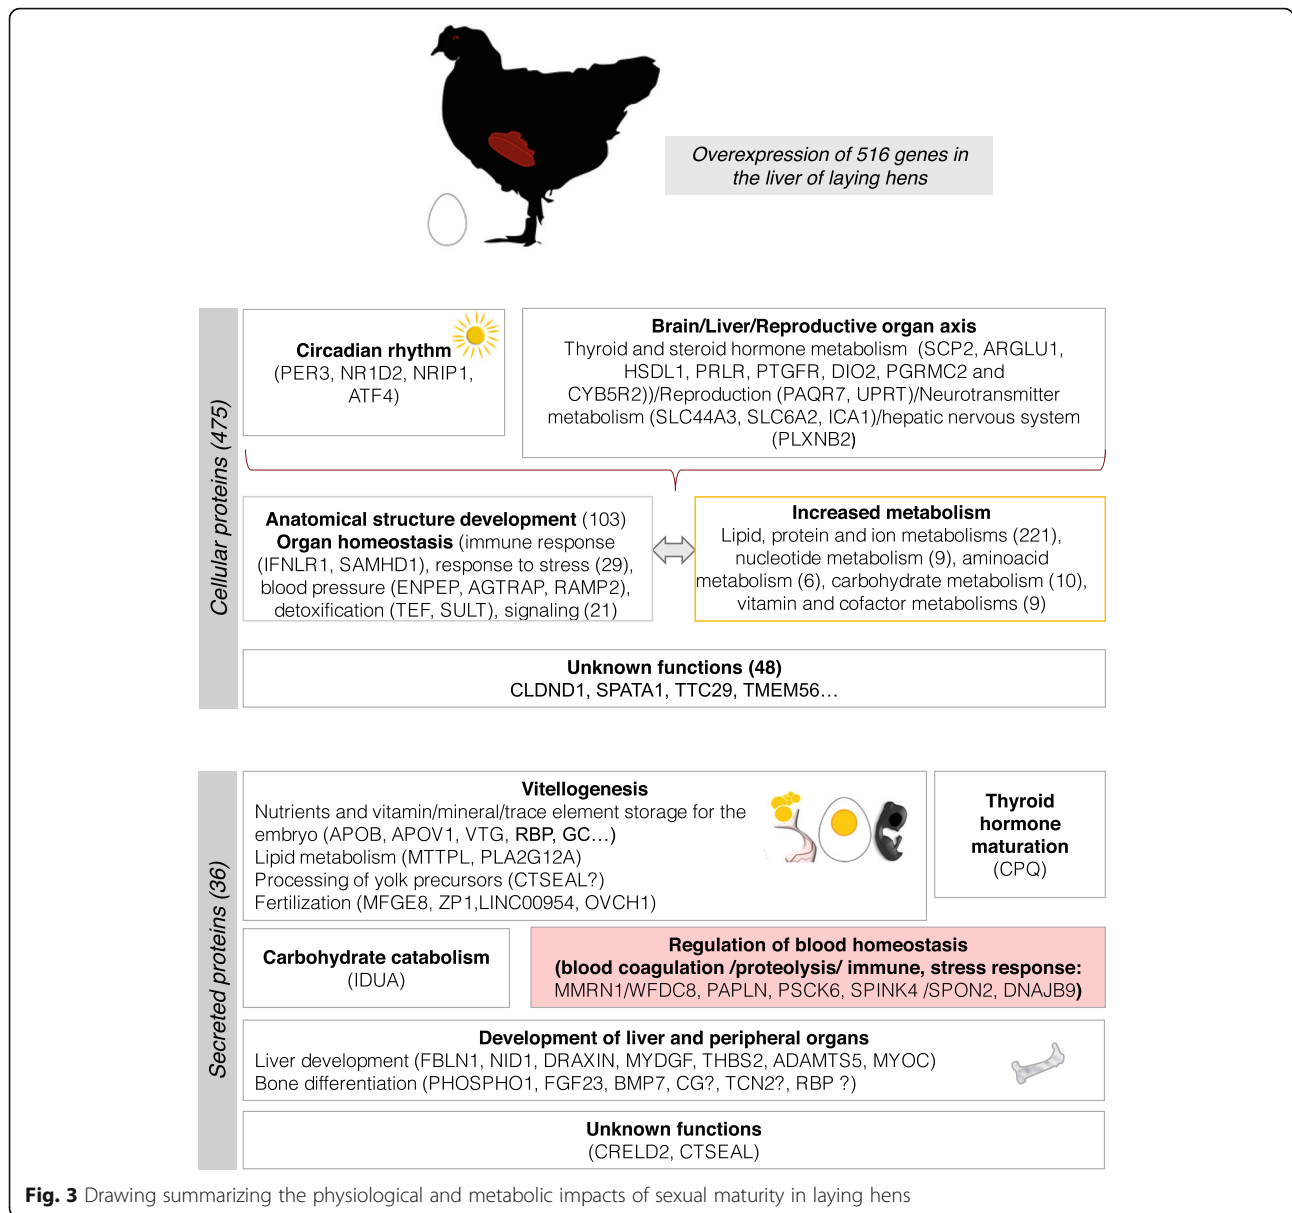 Overexpression of 516 genes in
the liver of laying hens
Cellular proteins (475)
Circadian rhythm
(PER3, NR1D2, NRIP1,
ATF4)
Brain/Liver/Reproductive organ axis
Thyroid and steroid hormone metabolism (SCP2, ARGLU1,
HSDL1, PRLR, PTGFR, DIO2, PGRMC2 and
CYB5R2))/Reproduction (PAQR7, UPRT)/Neurotransmitter
metabolism (SLC44A3, SLC6A2, ICA1)/hepatic nervous system
(PLXNB2)
Anatomical structure development (103)
Organ homeostasis (immune response
(IFNLR1, SAMHD1), response to stress (29),
blood pressure (ENPEP, AGTRAP, RAMP2),
detoxification (TEF, SULT), signaling (21)
Increased metabolism
Lipid, protein and ion metabolisms (221),
nucleotide metabolism (9), aminoacid
metabolism (6), carbohydrate metabolism (10),
vitamin and cofactor metabolisms (9)
Unknown functions (48)
CLDND1, SPATA1, TTC29, TMEM56…
Secreted proteins (36)
Vitellogenesis
Nutrients and vitamin/mineral/trace element storage for the
embryo (APOB, APOV1, VTG, RBP, GC…)
Lipid metabolism (MTTPL, PLA2G12A)
Processing of yolk precursors (CTSEAL?)
Fertilization (MFGE8, ZP1,LINC00954, OVCH1)
Thyroid
hormone
maturation
(CPQ)
Carbohydrate catabolism
(IDUA)
Regulation of blood homeostasis
(blood coagulation /proteolysis/ immune, stress response:
MMRN1/WFDC8, PAPLN, PSCK6, SPINK4 /SPON2, DNAJB9)
Development of liver and peripheral organs
Liver development (FBLN1, NID1, DRAXIN, MYDGF, THBS2, ADAMTS5, MYOC)
Bone differentiation (PHOSPHO1, FGF23, BMP7, CG?, TCN2?, RBP ?)
Unknown functions
(CRELD2, CTSEAL)
Fig. 3 Drawing summarizing the physiological and metabolic impacts of sexual maturity in laying hens